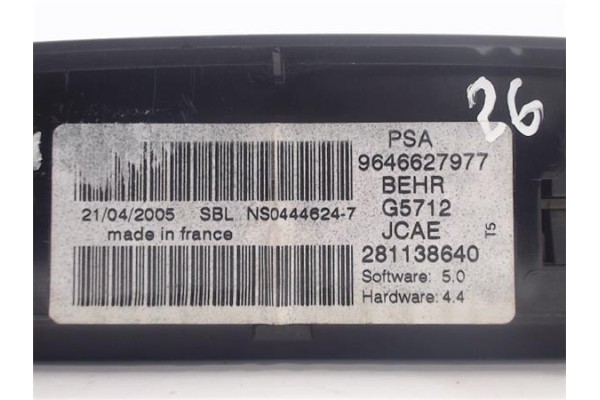 26
PSA
9646627977
BEHR
G5712
JCAE
281138640
Software: 5.0
Hardware: 4.4
T5
21/04/2005 SBL NS0444624-7
made in france